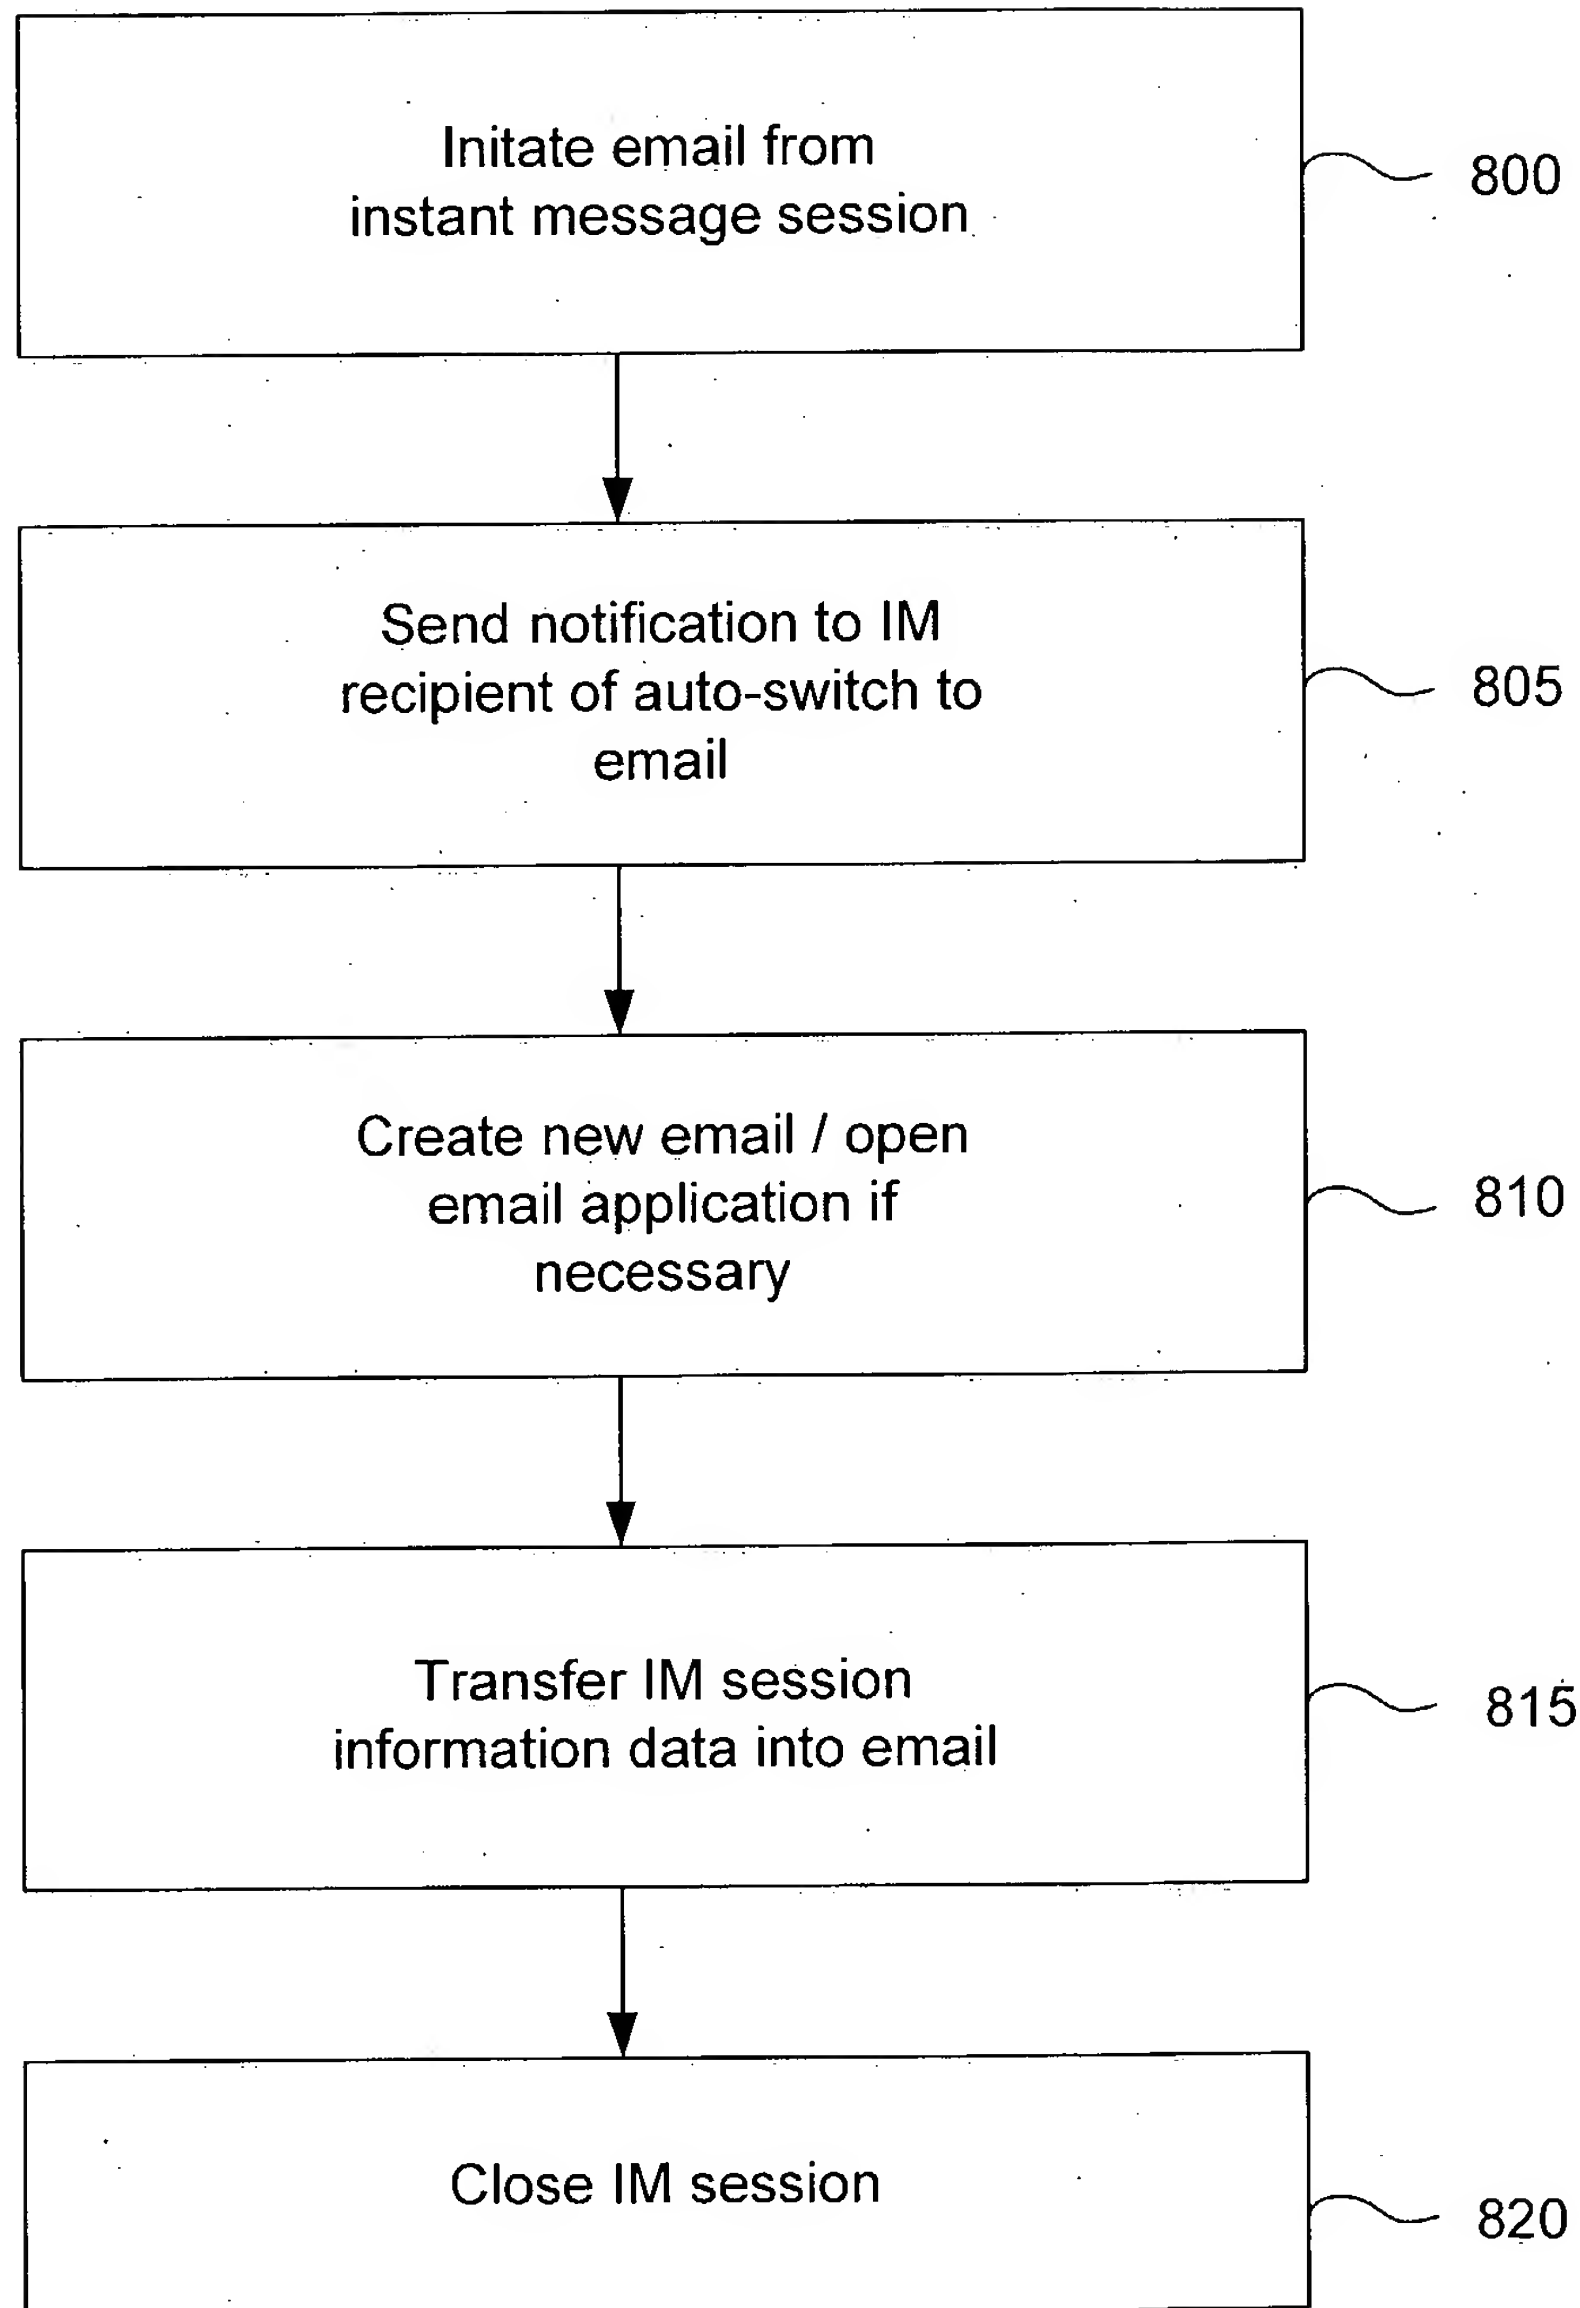 Initate email from
instant message session
800
Send notification to IM
recipient of auto-switch to
email
805
Create new email / open
email application if
necessary
810
Transfer IM session
information data into email
815
Close IM session
820